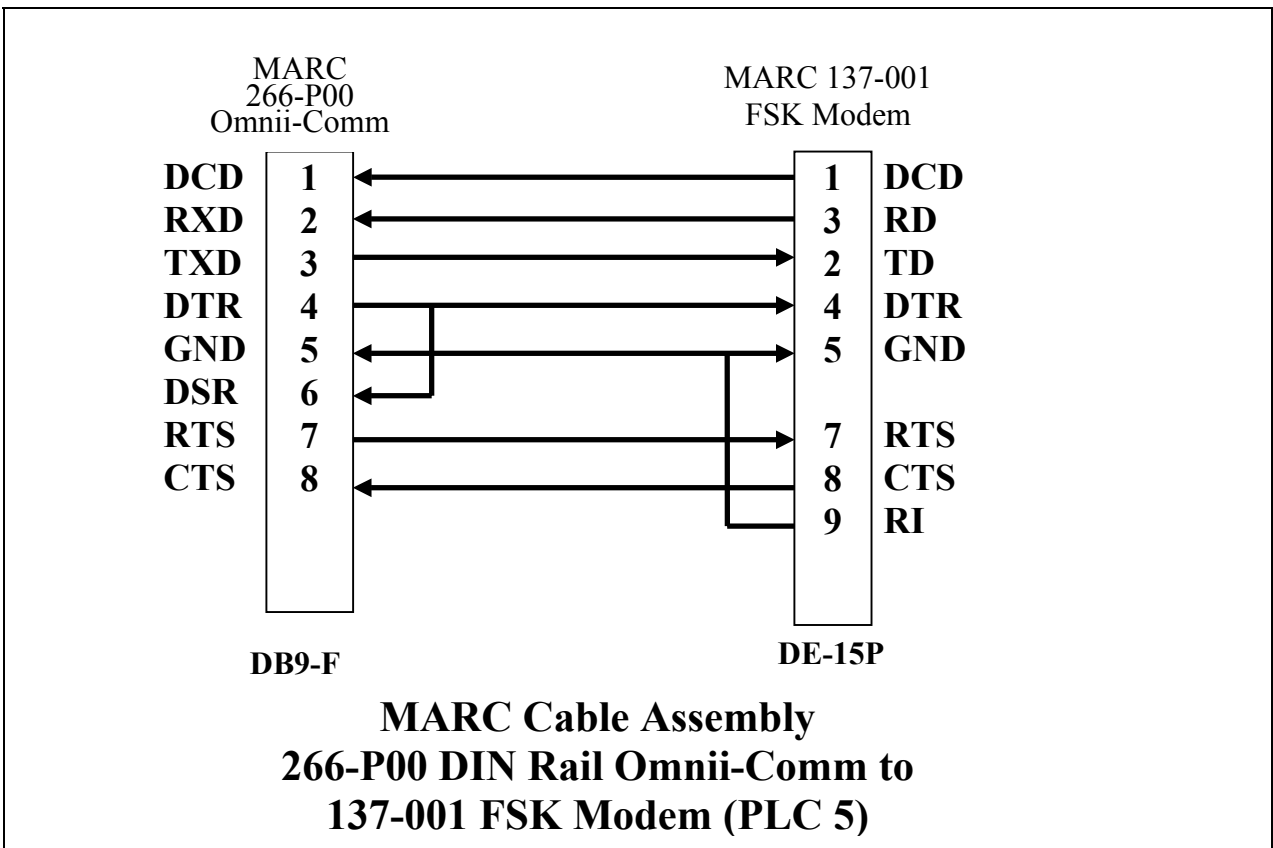 MARC
266-P00
Omnii-Comm
MARC 137-001
FSK Modem
DCD 1 1 DCD
RXD 2 3 RD
TXD 3 2 TD
DTR 4 4 DTR
GND 5 5 GND
DSR 6
RTS 7 7 RTS
CTS 8 8 CTS
9 RI
DB9-F
DE-15P
MARC Cable Assembly
266-P00 DIN Rail Omnii-Comm to
137-001 FSK Modem (PLC 5)